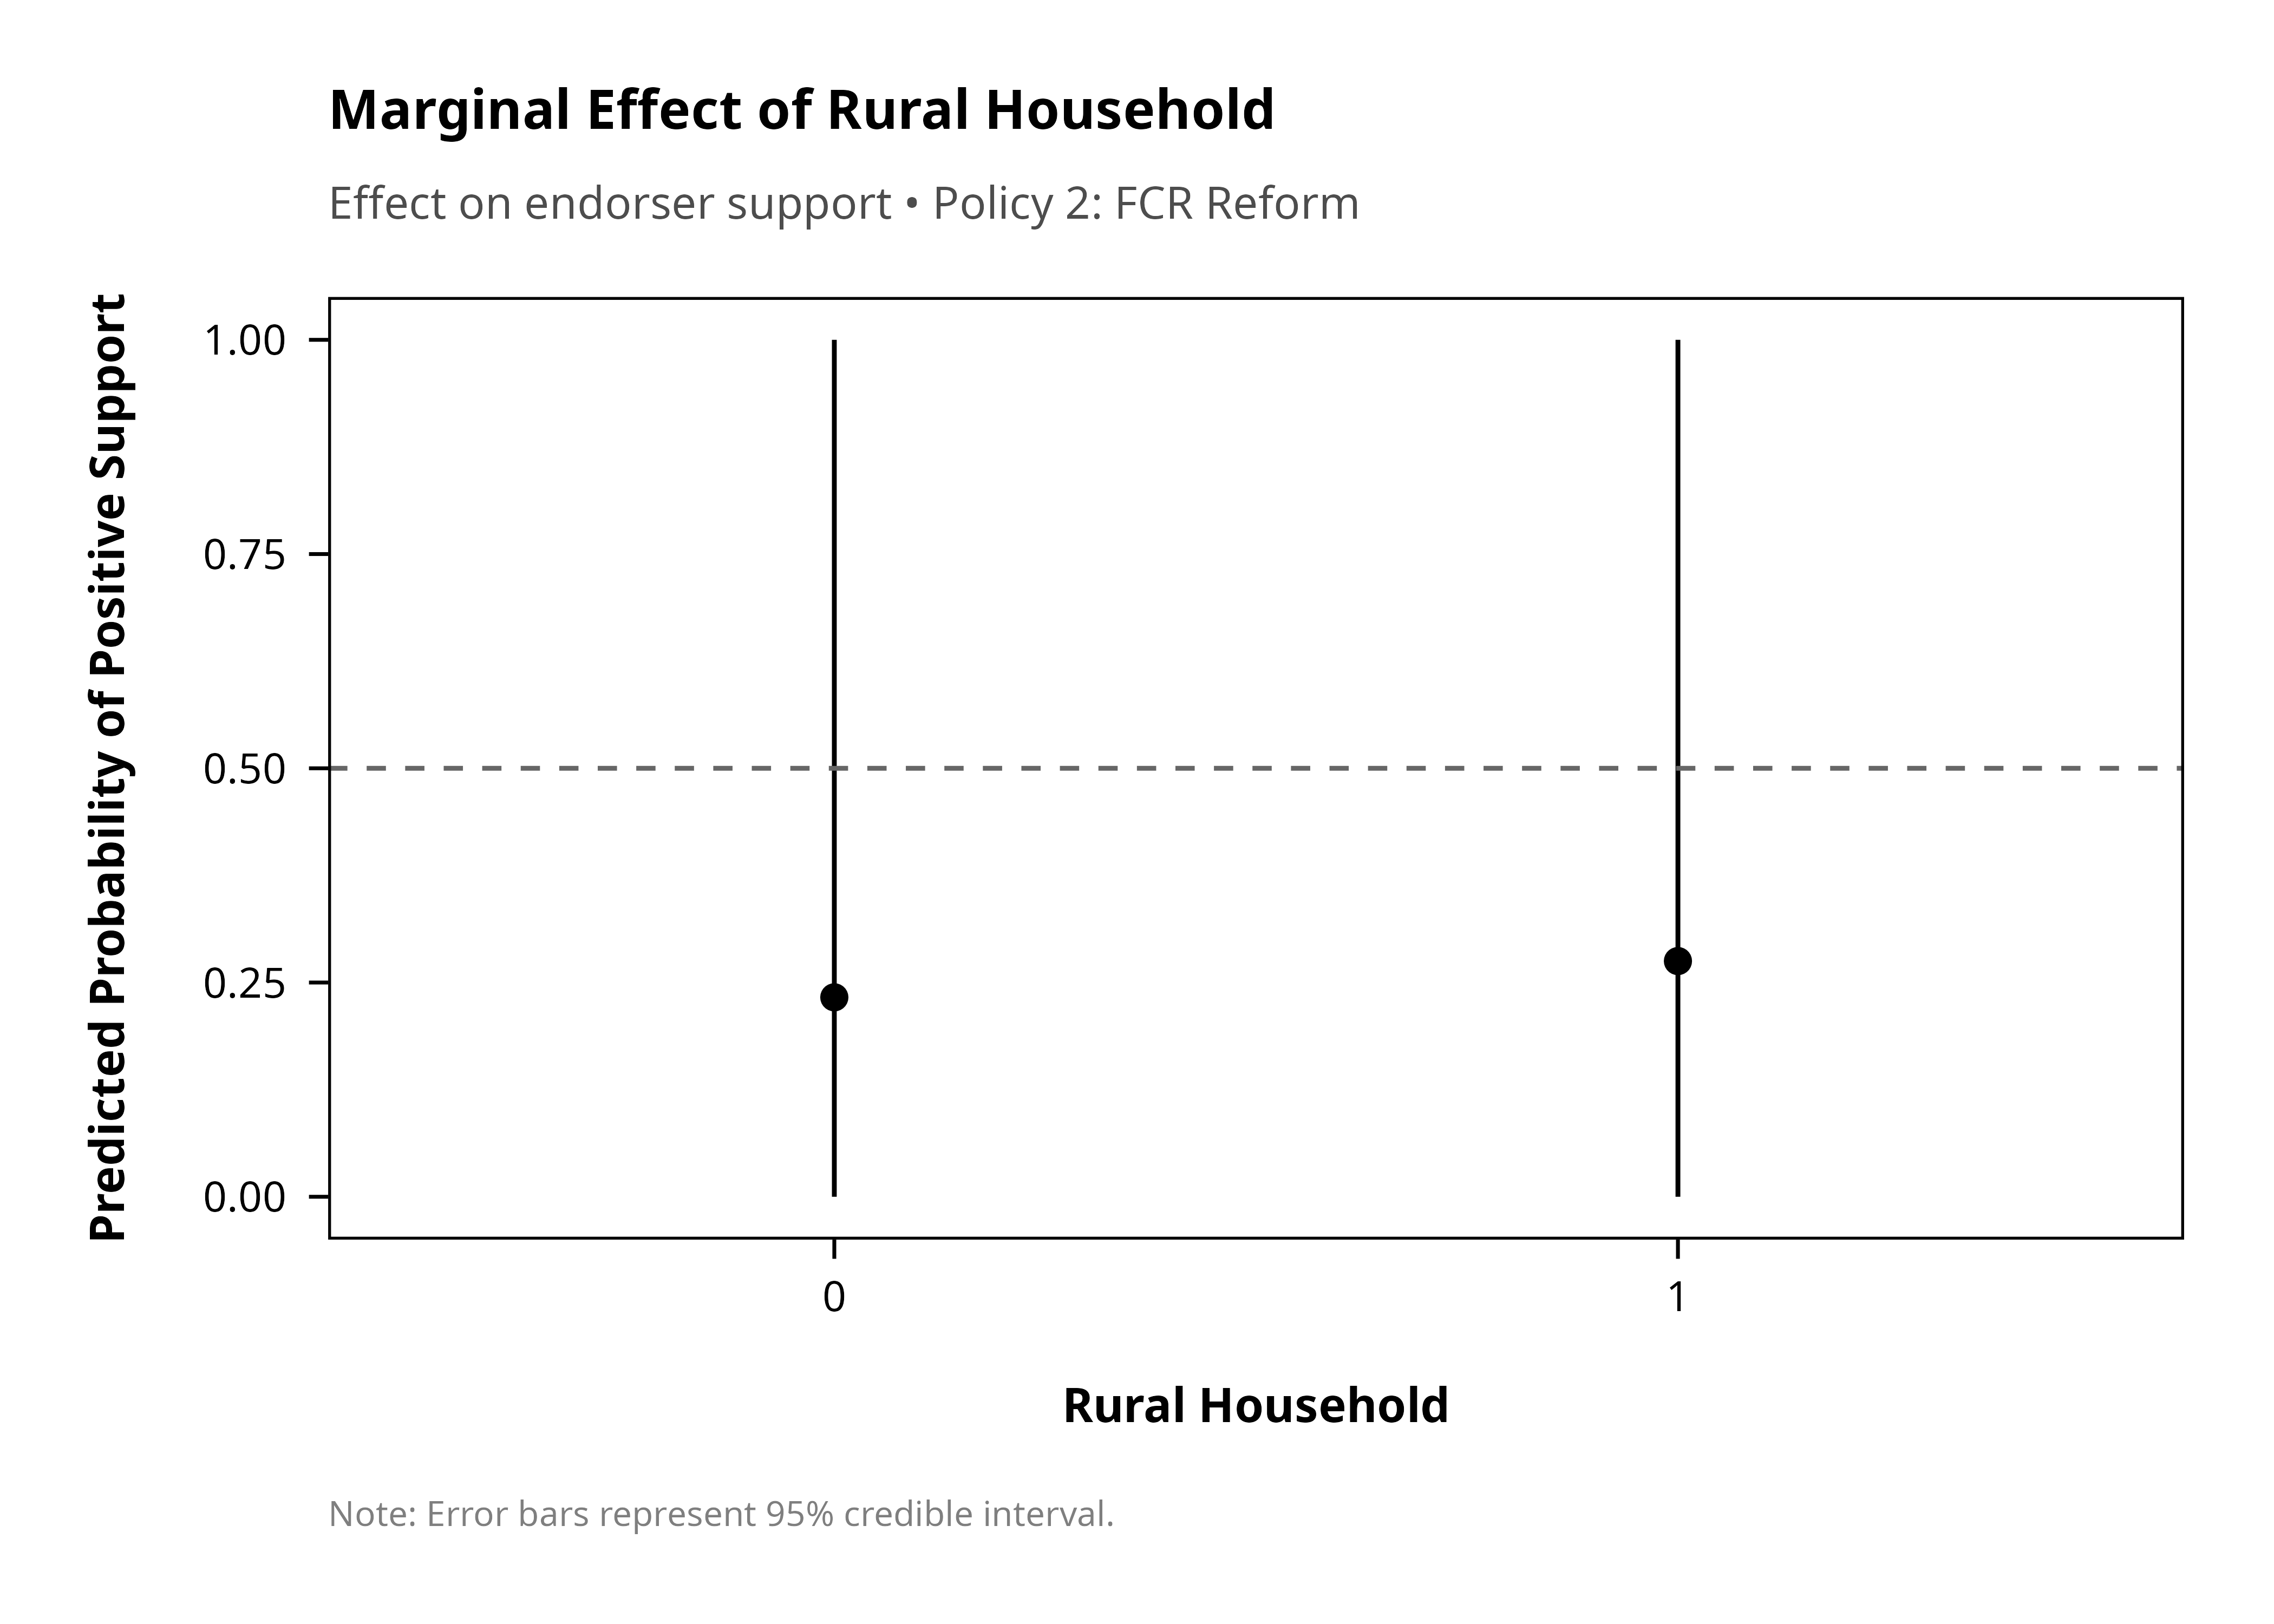 Marginal Effect of Rural Household
Effect on endorser support • Policy 2: FCR Reform
Predicted Probability of Positive Support
1.00
0.75
0.50
0.25
0.00
0
1
Rural Household
Note: Error bars represent 95% credible interval.